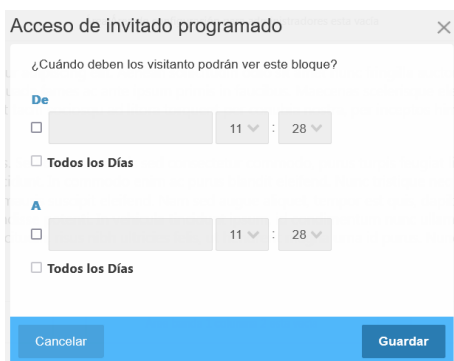 Acceso de invitado programado
¿Cuándo deben los visitanto podrán ver este bloque?
De
11 : 28
Todos los Días
A
11 : 28
Todos los Días
Cancelar Guardar